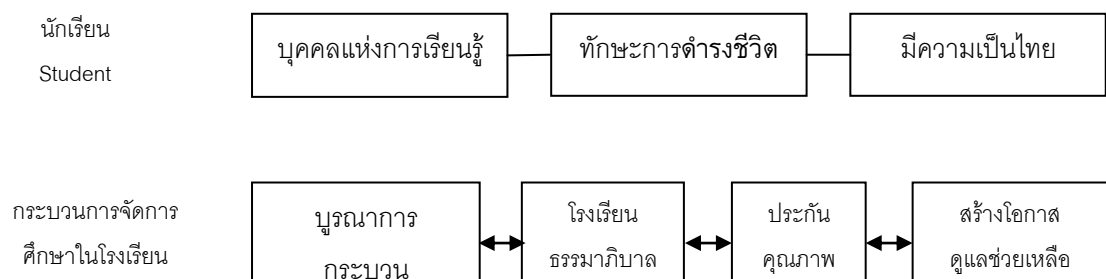 นักเรียน
Student
บุคคลแห่งการเรียนรู้
ทักษะการดำรงชีวิต
มีความเป็นไทย
กระบวนการจัดการ
ศึกษาในโรงเรียน
บูรณาการ
กระบวน
โรงเรียน
ธรรมาภิบาล
ประกัน
คุณภาพ
สร้างโอกาส
ดูแลช่วยเหลือ